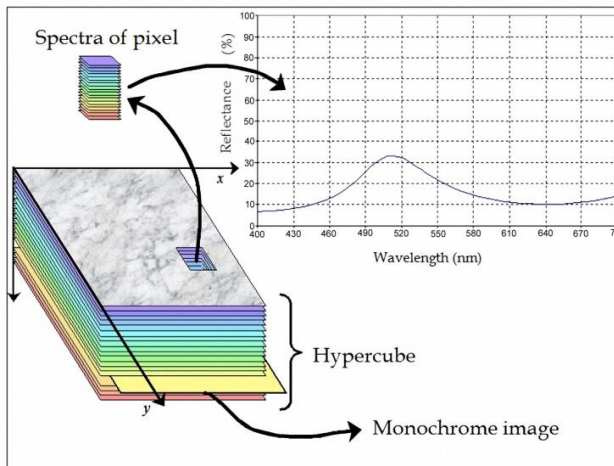 Spectra of pixel
Reflectance (%)
100
90
80
70
60
50
40
30
20
10
0
400 430 460 490 520 550 580 610 640 670 
Wavelength (nm)
x
y
Hypercube
Monochrome image